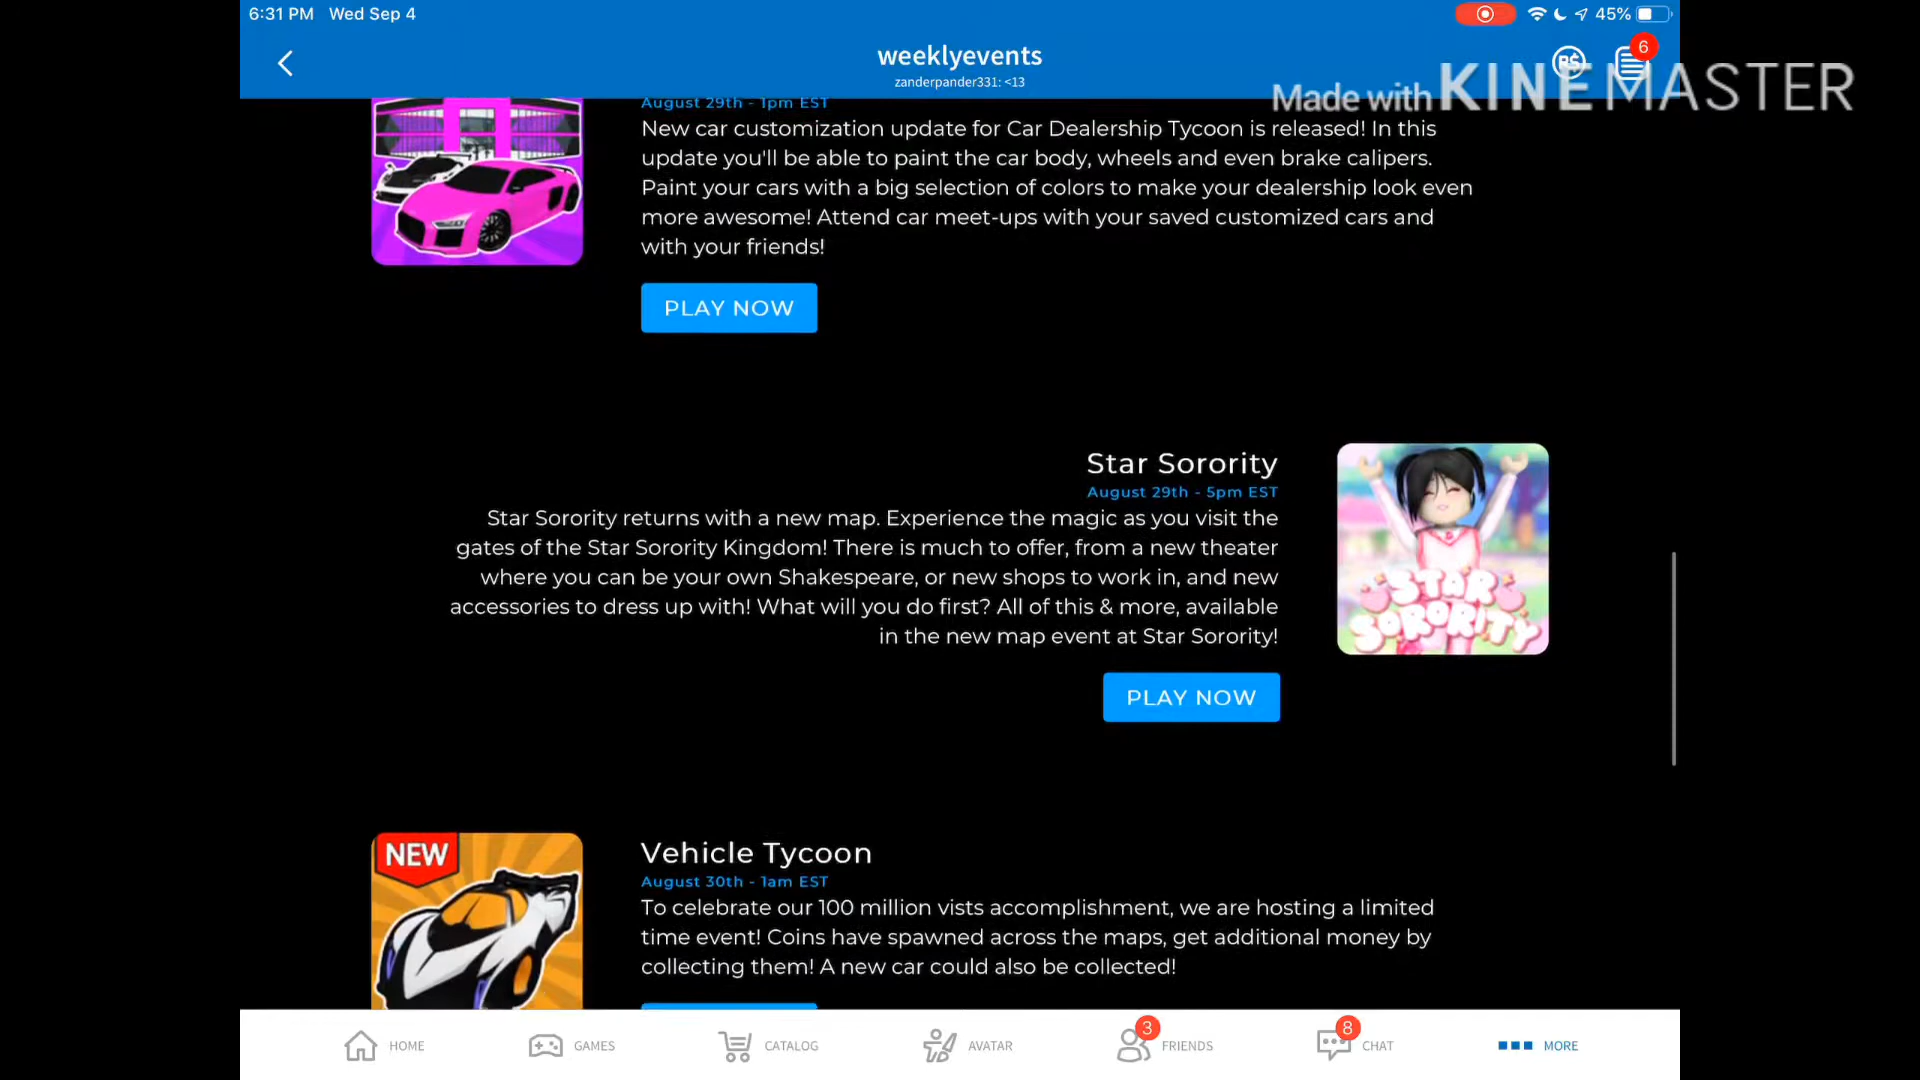 6:31 PM Wed Sep 4
45%
weeklyevents
zanderpander331: <13
R$
6
Made with KINEMASTER
August 29th - 1pm EST
New car customization update for Car Dealership Tycoon is released! In this
update you'll be able to paint the car body, wheels and even brake calipers.
Paint your cars with a big selection of colors to make your dealership look even
more awesome! Attend car meet-ups with your saved customized cars and
with your friends!
PLAY NOW
Star Sorority
August 29th - 5pm EST
Star Sorority returns with a new map. Experience the magic as you visit the
gates of the Star Sorority Kingdom! There is much to offer, from a new theater
where you can be your own Shakespeare, or new shops to work in, and new
accessories to dress up with! What will you do first? All of this & more, available
in the new map event at Star Sorority!
STAR
SORORITY
PLAY NOW
NEW
Vehicle Tycoon
August 30th - 1am EST
To celebrate our 100 million vists accomplishment, we are hosting a limited
time event! Coins have spawned across the maps, get additional money by
collecting them! A new car could also be collected!
HOME
GAMES
CATALOG
AVATAR
3
FRIENDS
8
CHAT
MORE